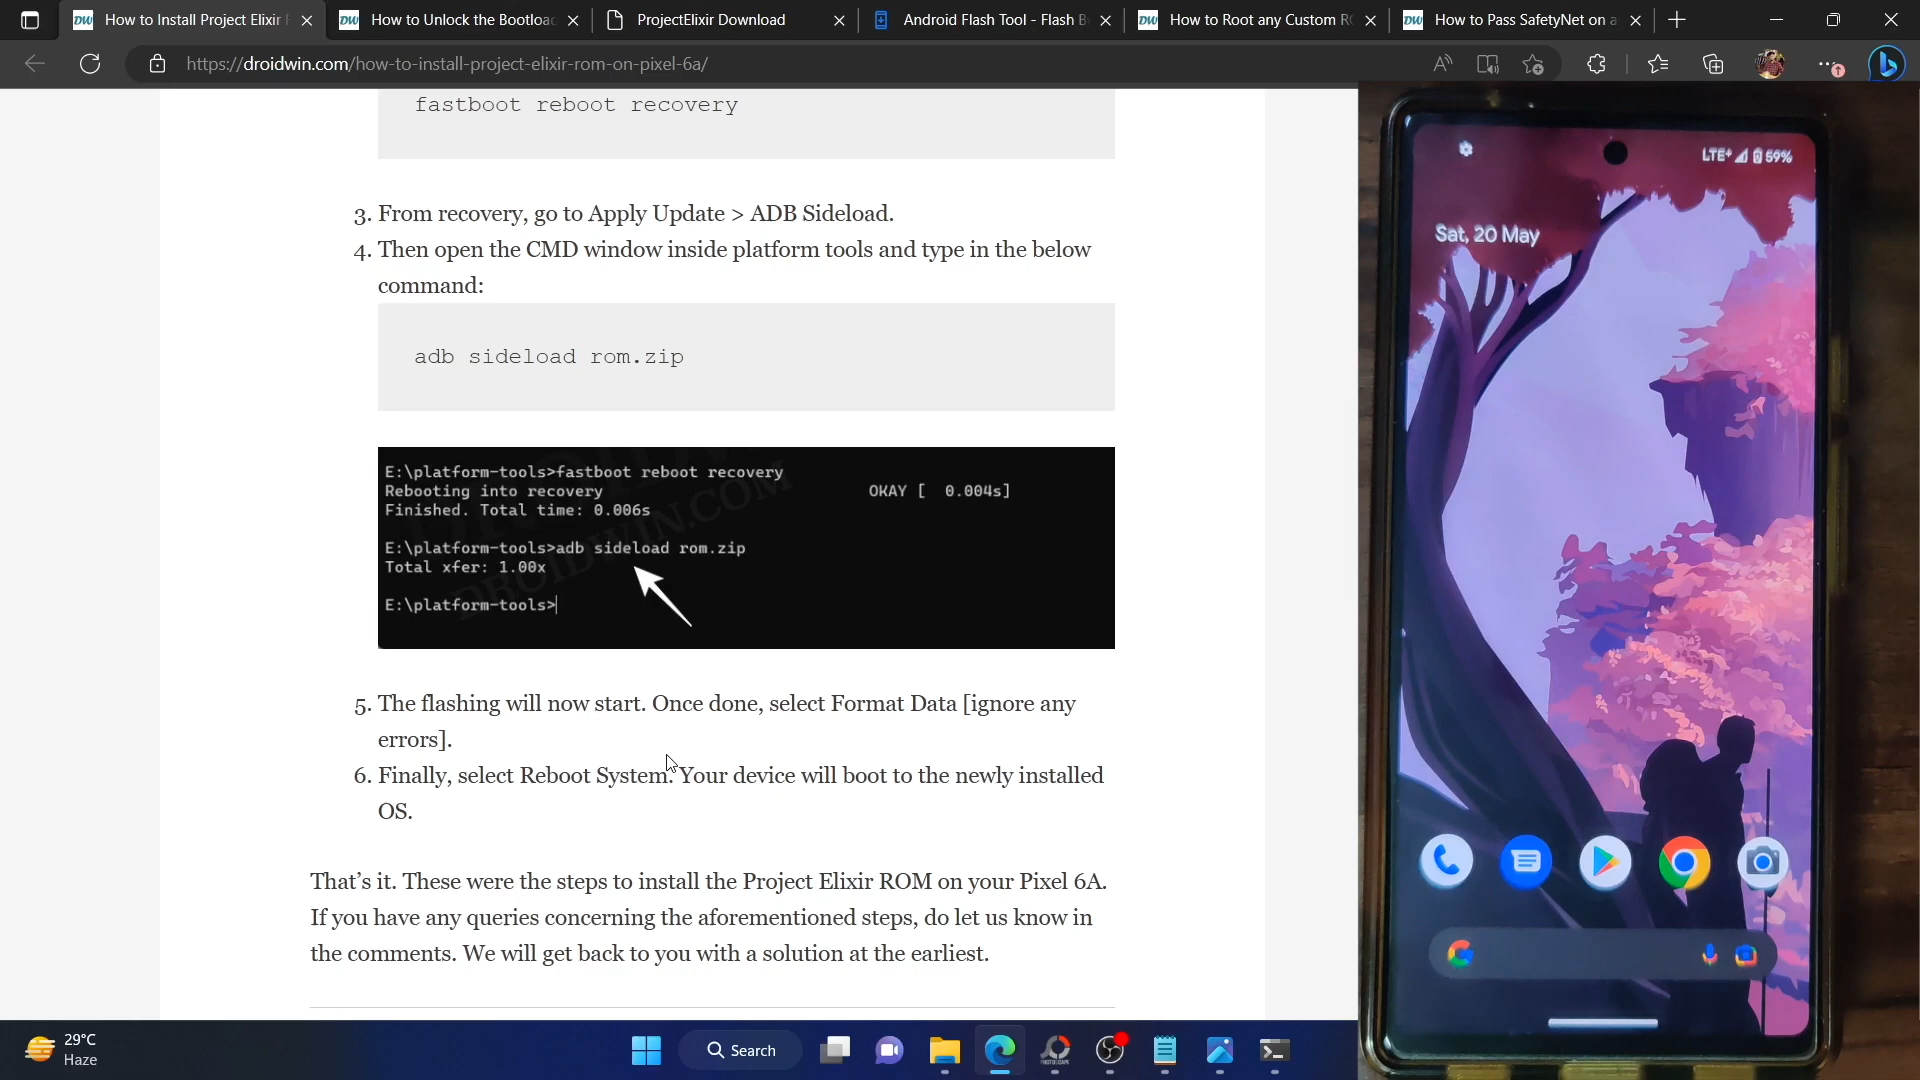 How to Install Project Elixir
How to Unlock the Bootloa
ProjectElixir Download
Android Flash Tool - Flash
How to Root any Custom
How to Pass SafetyNet on
https://droidwin.com/how-to-install-project-elixir-rom-on-pixel-6a/
fastboot reboot recovery
3. From recovery, go to Apply Update > ADB Sideload.
4. Then open the CMD window inside platform tools and type in the below
command:
adb sideload rom.zip
E:\platform-tools>fastboot reboot recovery
Rebooting into recovery OKAY [ 0.004s]
Finished. Total time: 0.006s
E:\platform-tools>adb sideload rom.zip
Total xfer: 1.00x
E:\platform-tools>
DROIDWIN.COM
5. The flashing will now start. Once done, select Format Data [ignore any
errors].
6. Finally, select Reboot System. Your device will boot to the newly installed
OS.
That’s it. These were the steps to install the Project Elixir ROM on your Pixel 6A.
If you have any queries concerning the aforementioned steps, do let us know in
the comments. We will get back to you with a solution at the earliest.
LTE+ 59%
Sat, 20 May
29°C
Haze
Search